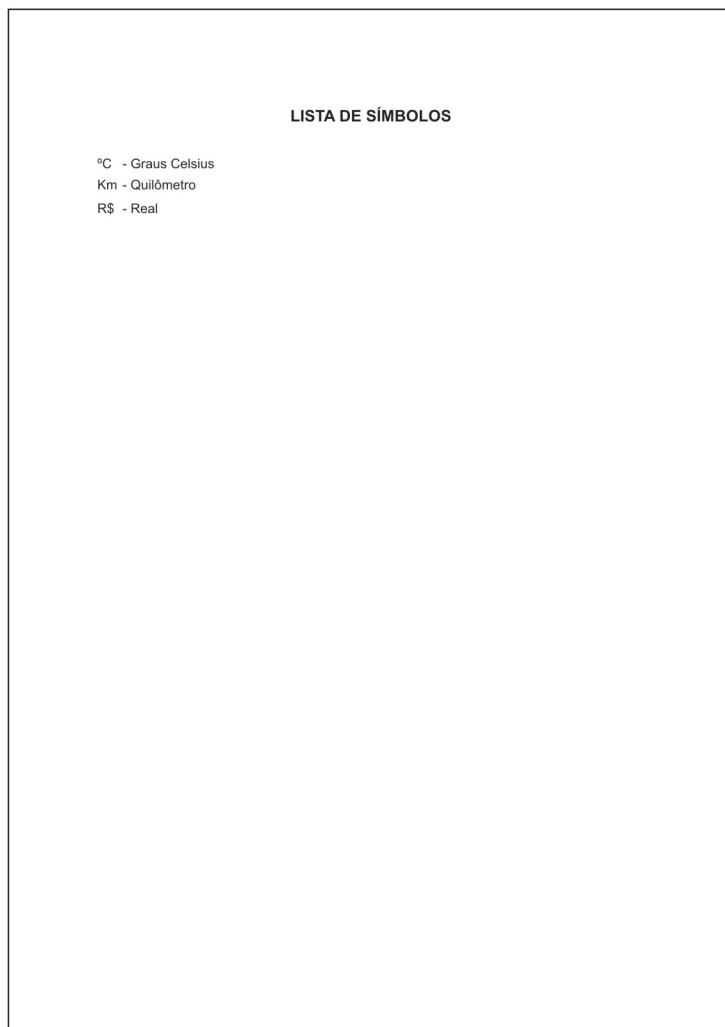 LISTA DE SÍMBOLOS
ºC - Graus Celsius
Km - Quilômetro
R$ - Real